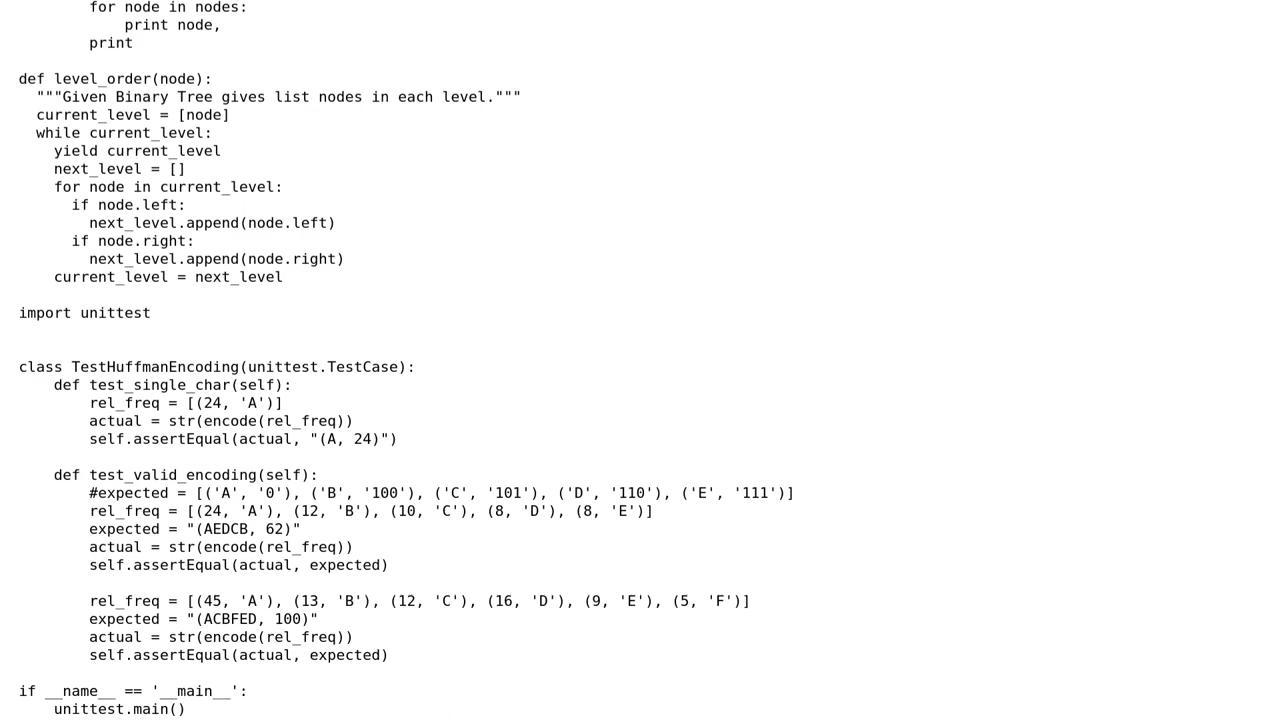 for node in nodes:
            print node,
        print

def level_order(node):
  """Given Binary Tree gives list nodes in each level."""
  current_level = [node]
  while current_level:
    yield current_level
    next_level = []
    for node in current_level:
      if node.left:
        next_level.append(node.left)
      if node.right:
        next_level.append(node.right)
    current_level = next_level

import unittest


class TestHuffmanEncoding(unittest.TestCase):
    def test_single_char(self):
        rel_freq = [(24, 'A')]
        actual = str(encode(rel_freq))
        self.assertEqual(actual, "(A, 24)")

    def test_valid_encoding(self):
        #expected = [('A', '0'), ('B', '100'), ('C', '101'), ('D', '110'), ('E', '111')]
        rel_freq = [(24, 'A'), (12, 'B'), (10, 'C'), (8, 'D'), (8, 'E')]
        expected = "(AEDCB, 62)"
        actual = str(encode(rel_freq))
        self.assertEqual(actual, expected)

        rel_freq = [(45, 'A'), (13, 'B'), (12, 'C'), (16, 'D'), (9, 'E'), (5, 'F')]
        expected = "(ACBFED, 100)"
        actual = str(encode(rel_freq))
        self.assertEqual(actual, expected)

if __name__ == '__main__':
    unittest.main()